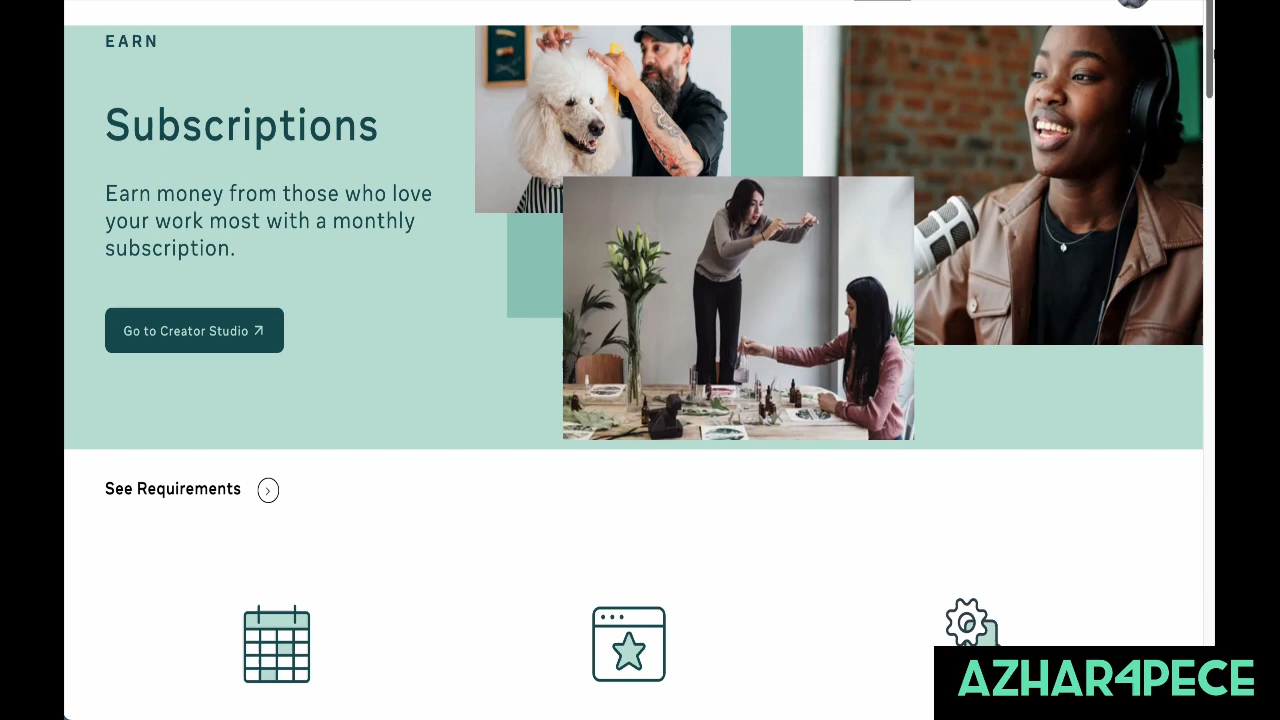 EARN
Subscriptions
Earn money from those who love
your work most with a monthly
subscription.
Go to Creator Studio
See Requirements
AZHAR4PECE